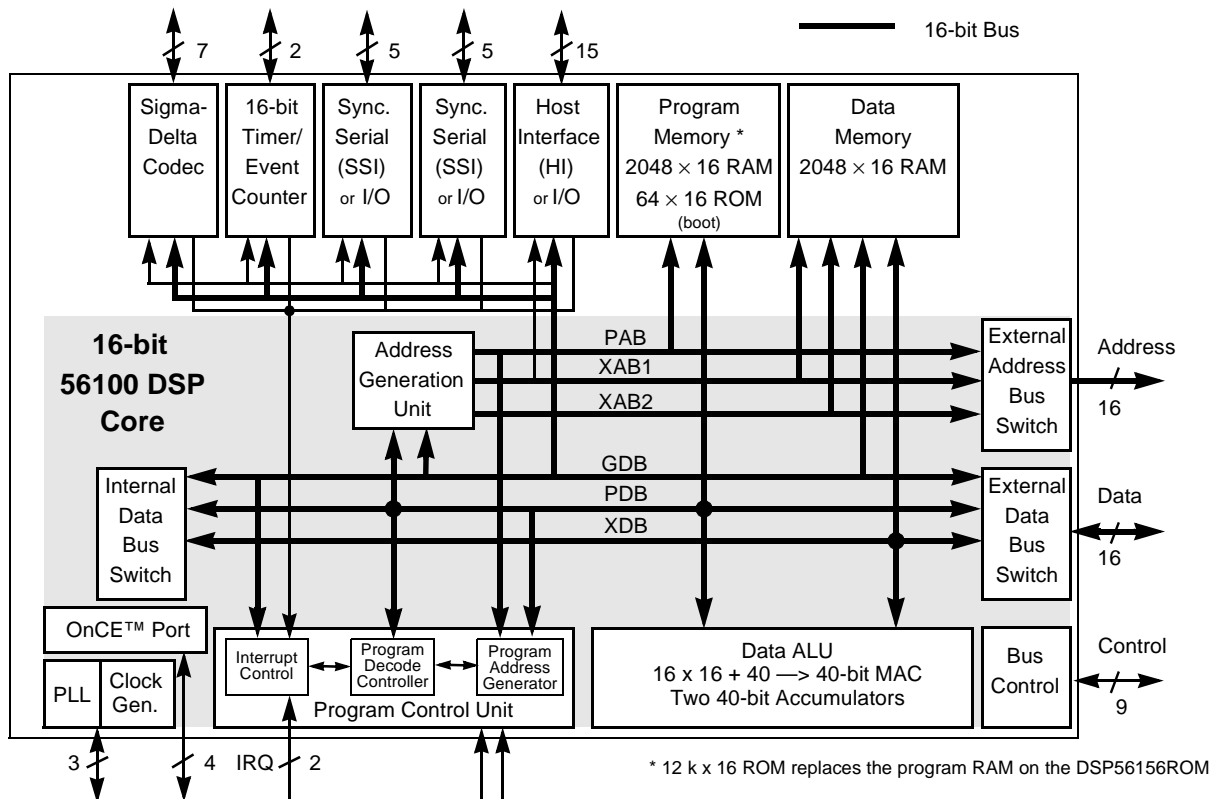 16-bit Bus
7
2
5
5
15
Sigma-
Delta
Codec
16-bit
Timer/
Event
Counter
Sync.
Serial
(SSI)
or I/O
Sync.
Serial
(SSI)
or I/O
Host
Interface
(HI)
or I/O
Program
Memory *
2048 × 16 RAM
64 × 16 ROM
(boot)
Data
Memory
2048 × 16 RAM
16-bit
56100 DSP
Core
Address
Generation
Unit
PAB
XAB1
XAB2
External
Address
Bus
Switch
Address
16
Internal
Data
Bus
Switch
GDB
PDB
XDB
External
Data
Bus
Switch
Data
16
OnCE™ Port
PLL
Clock
Gen.
Interrupt
Control
Program
Decode
Controller
Program
Address
Generator
Program Control Unit
Data ALU
16 x 16 + 40 —> 40-bit MAC
Two 40-bit Accumulators
Bus
Control
Control
9
3
4
IRQ
2
* 12 k x 16 ROM replaces the program RAM on the DSP56156ROM